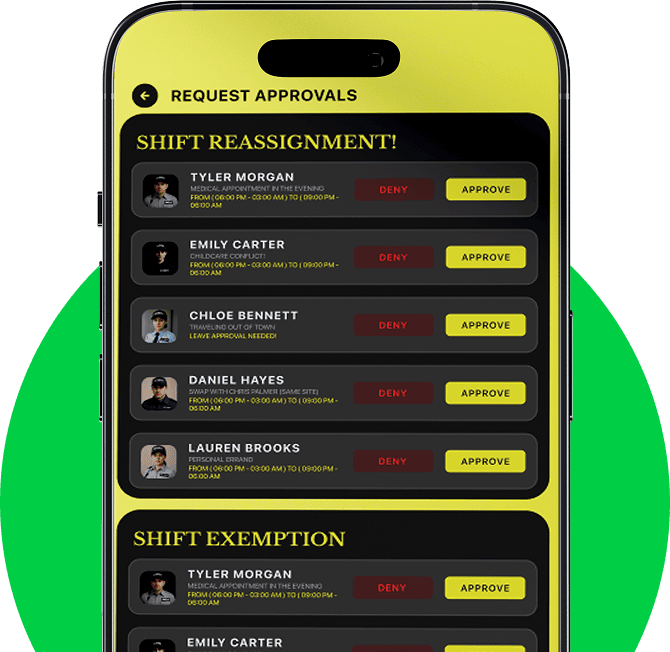 REQUEST APPROVALS
SHIFT REASSIGNMENT!
TYLER MORGAN
MEDICAL APPOINTMENT IN THE EVENING
FROM ( 06:00 PM - 03:00 AM ) TO ( 09:00 PM -
06:00 AM
DENY
APPROVE
EMILY CARTER
CHILDCARE CONFLICT!
FROM ( 06:00 PM - 03:00 AM ) TO ( 09:00 PM -
06:00 AM
DENY
APPROVE
CHLOE BENNETT
TRAVELING OUT OF TOWN
LEAVE APPROVAL NEEDED!
DENY
APPROVE
DANIEL HAYES
SWAP WITH CHRIS PALMER (SAME SITE)
FROM ( 06:00 PM - 03:00 AM ) TO ( 09:00 PM -
06:00 AM
DENY
APPROVE
LAUREN BROOKS
PERSONAL ERRAND
FROM ( 06:00 PM - 03:00 AM ) TO ( 09:00 PM -
06:00 AM
DENY
APPROVE
SHIFT EXEMPTION
TYLER MORGAN
MEDICAL APPOINTMENT IN THE EVENING
FROM ( 06:00 PM - 03:00 AM ) TO ( 09:00 PM -
06:00 AM
DENY
APPROVE
EMILY CARTER